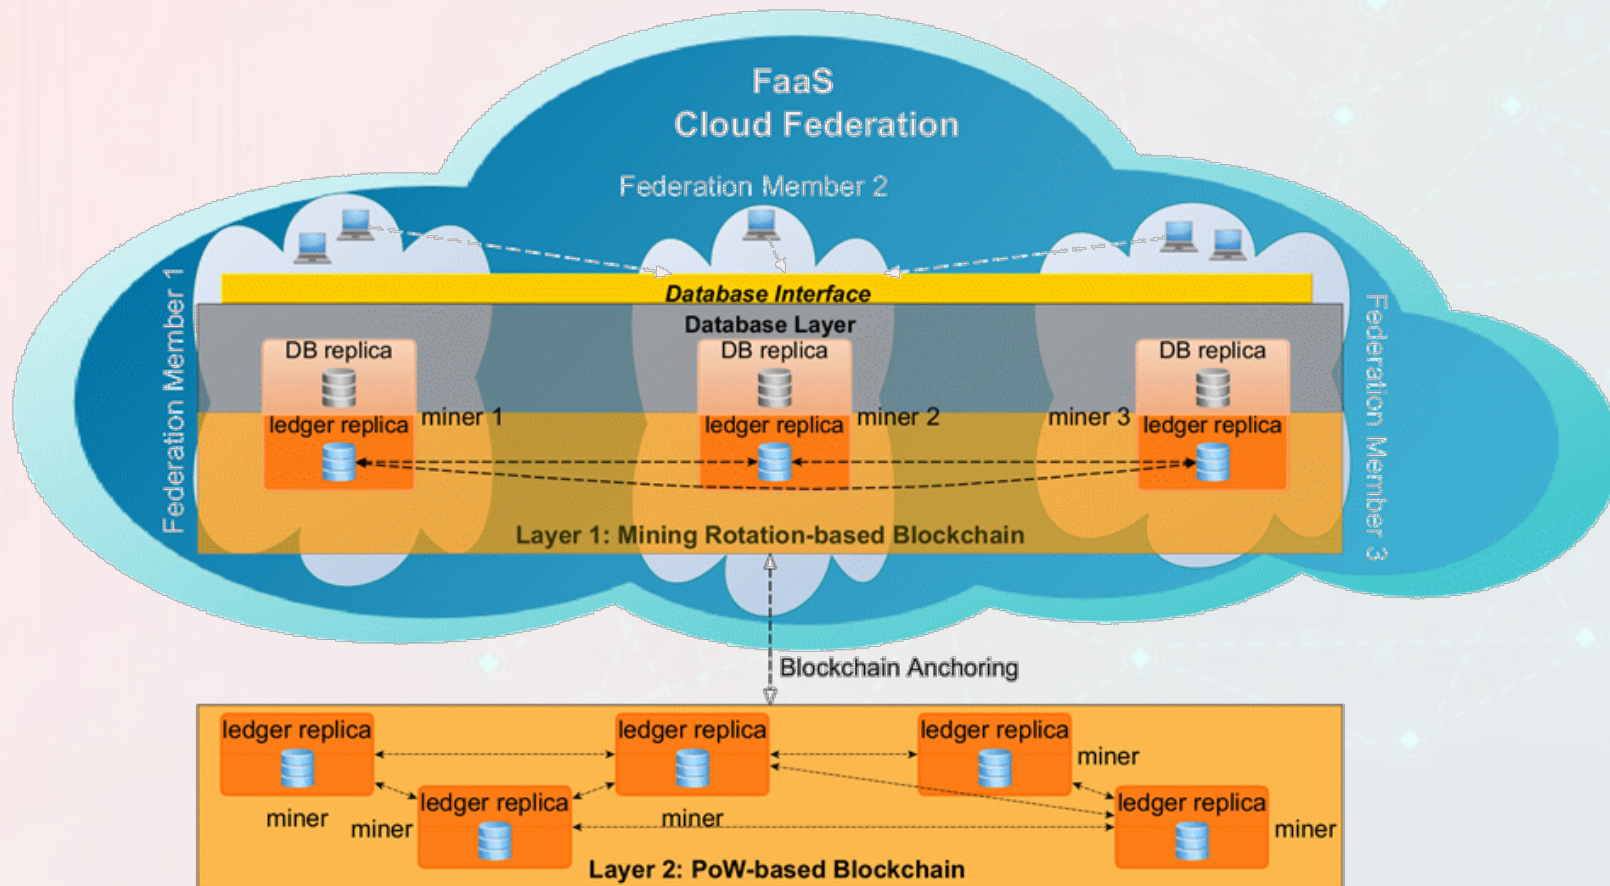 FaaS
Cloud Federation
Federation Member 2
Federation Member 1
Federation Member 3
Database Interface
Database Layer
DB replica
DB replica
DB replica
ledger replica
miner 1
ledger replica
miner 2
miner 3
ledger replica
Layer 1: Mining Rotation-based Blockchain
Blockchain Anchoring
ledger replica
ledger replica
ledger replica
miner
ledger replica
ledger replica
miner
miner
miner
miner
Layer 2: PoW-based Blockchain